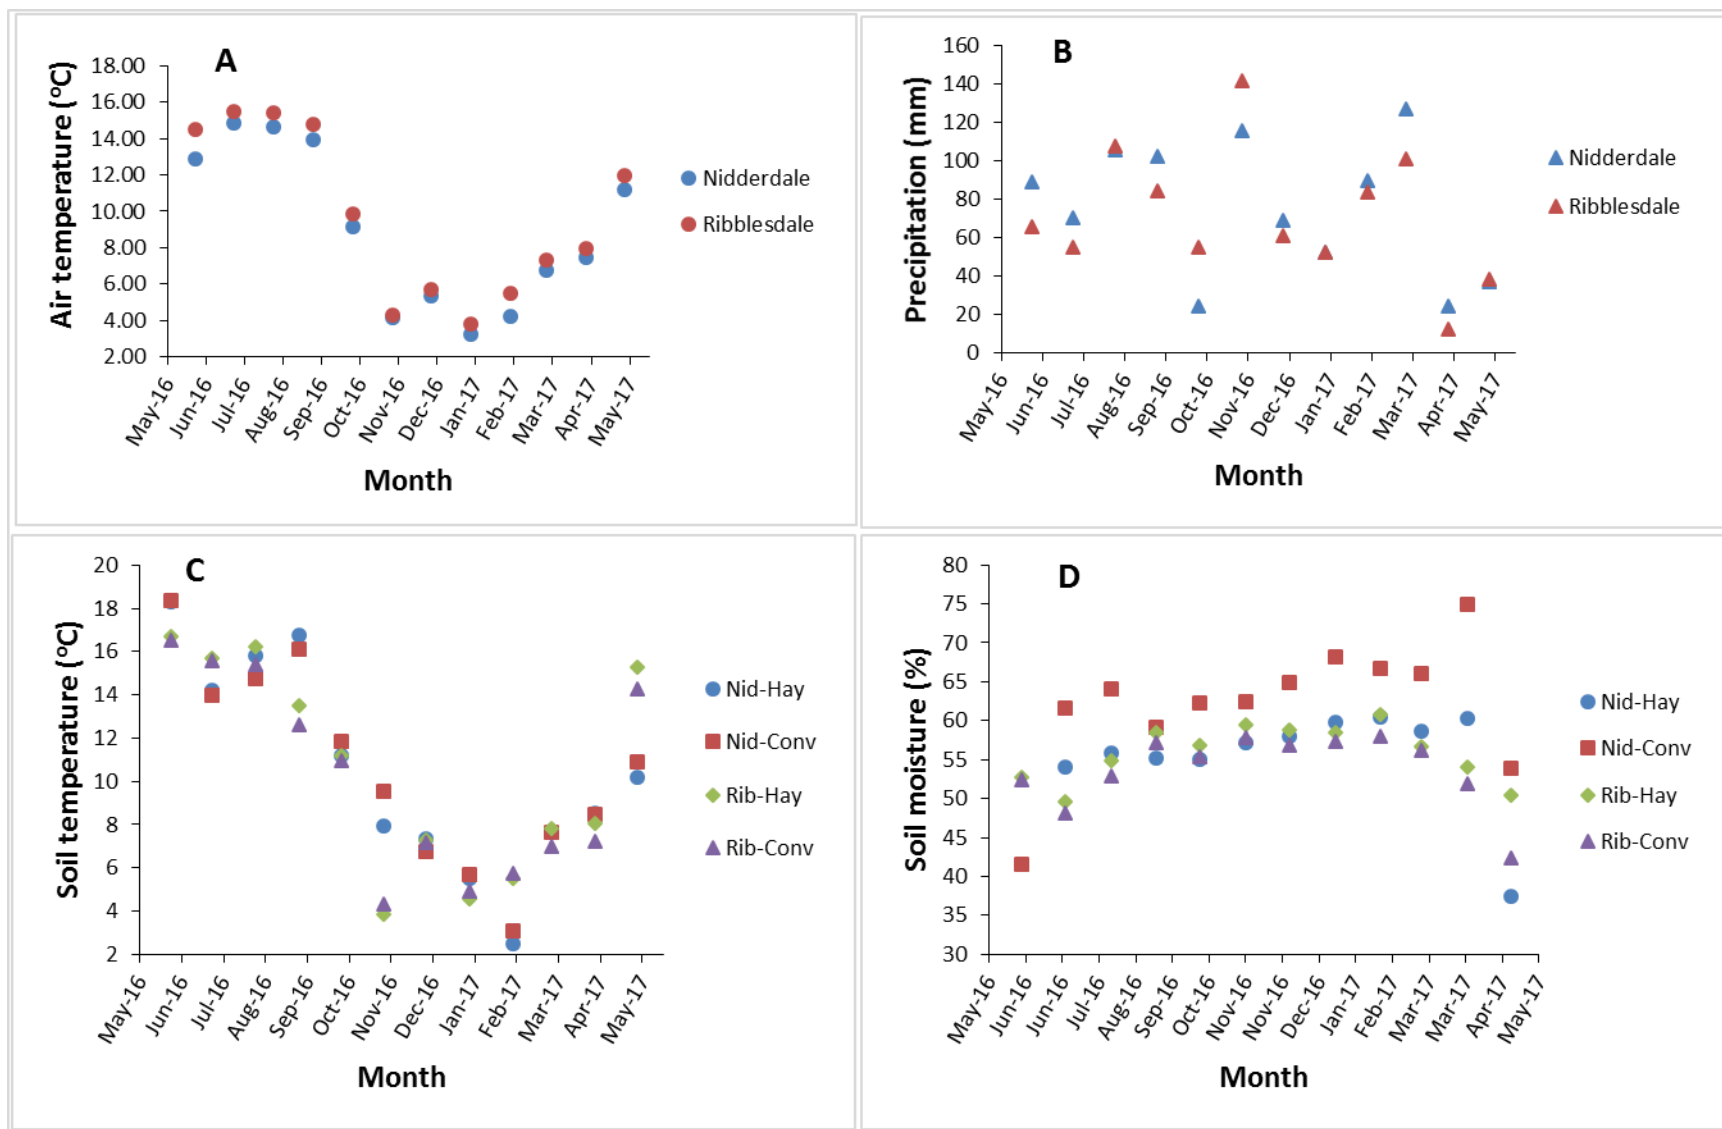 A
Air temperature (°C)
18.00
16.00
14.00
12.00
10.00
8.00
6.00
4.00
2.00
May-16
Jun-16
Jul-16
Aug-16
Sep-16
Oct-16
Nov-16
Dec-16
Jan-17
Feb-17
Mar-17
Apr-17
May-17
Month
Nidderdale
Ribblesdale
B
Precipitation (mm)
160
140
120
100
80
60
40
20
0
May-16
Jun-16
Jul-16
Aug-16
Sep-16
Oct-16
Nov-16
Dec-16
Jan-17
Feb-17
Mar-17
Apr-17
May-17
Month
Nidderdale
Ribblesdale
C
Soil temperature (°C)
20
18
16
14
12
10
8
6
4
2
May-16
Jun-16
Jul-16
Aug-16
Sep-16
Oct-16
Nov-16
Dec-16
Jan-17
Feb-17
Mar-17
Apr-17
May-17
Month
Nid-Hay
Nid-Conv
Rib-Hay
Rib-Conv
D
Soil moisture (%)
80
75
70
65
60
55
50
45
40
35
30
May-16
Jun-16
Jun-16
Jul-16
Aug-16
Sep-16
Oct-16
Nov-16
Nov-16
Dec-16
Jan-17
Feb-17
Mar-17
Mar-17
Apr-17
May-17
Month
Nid-Hay
Nid-Conv
Rib-Hay
Rib-Conv